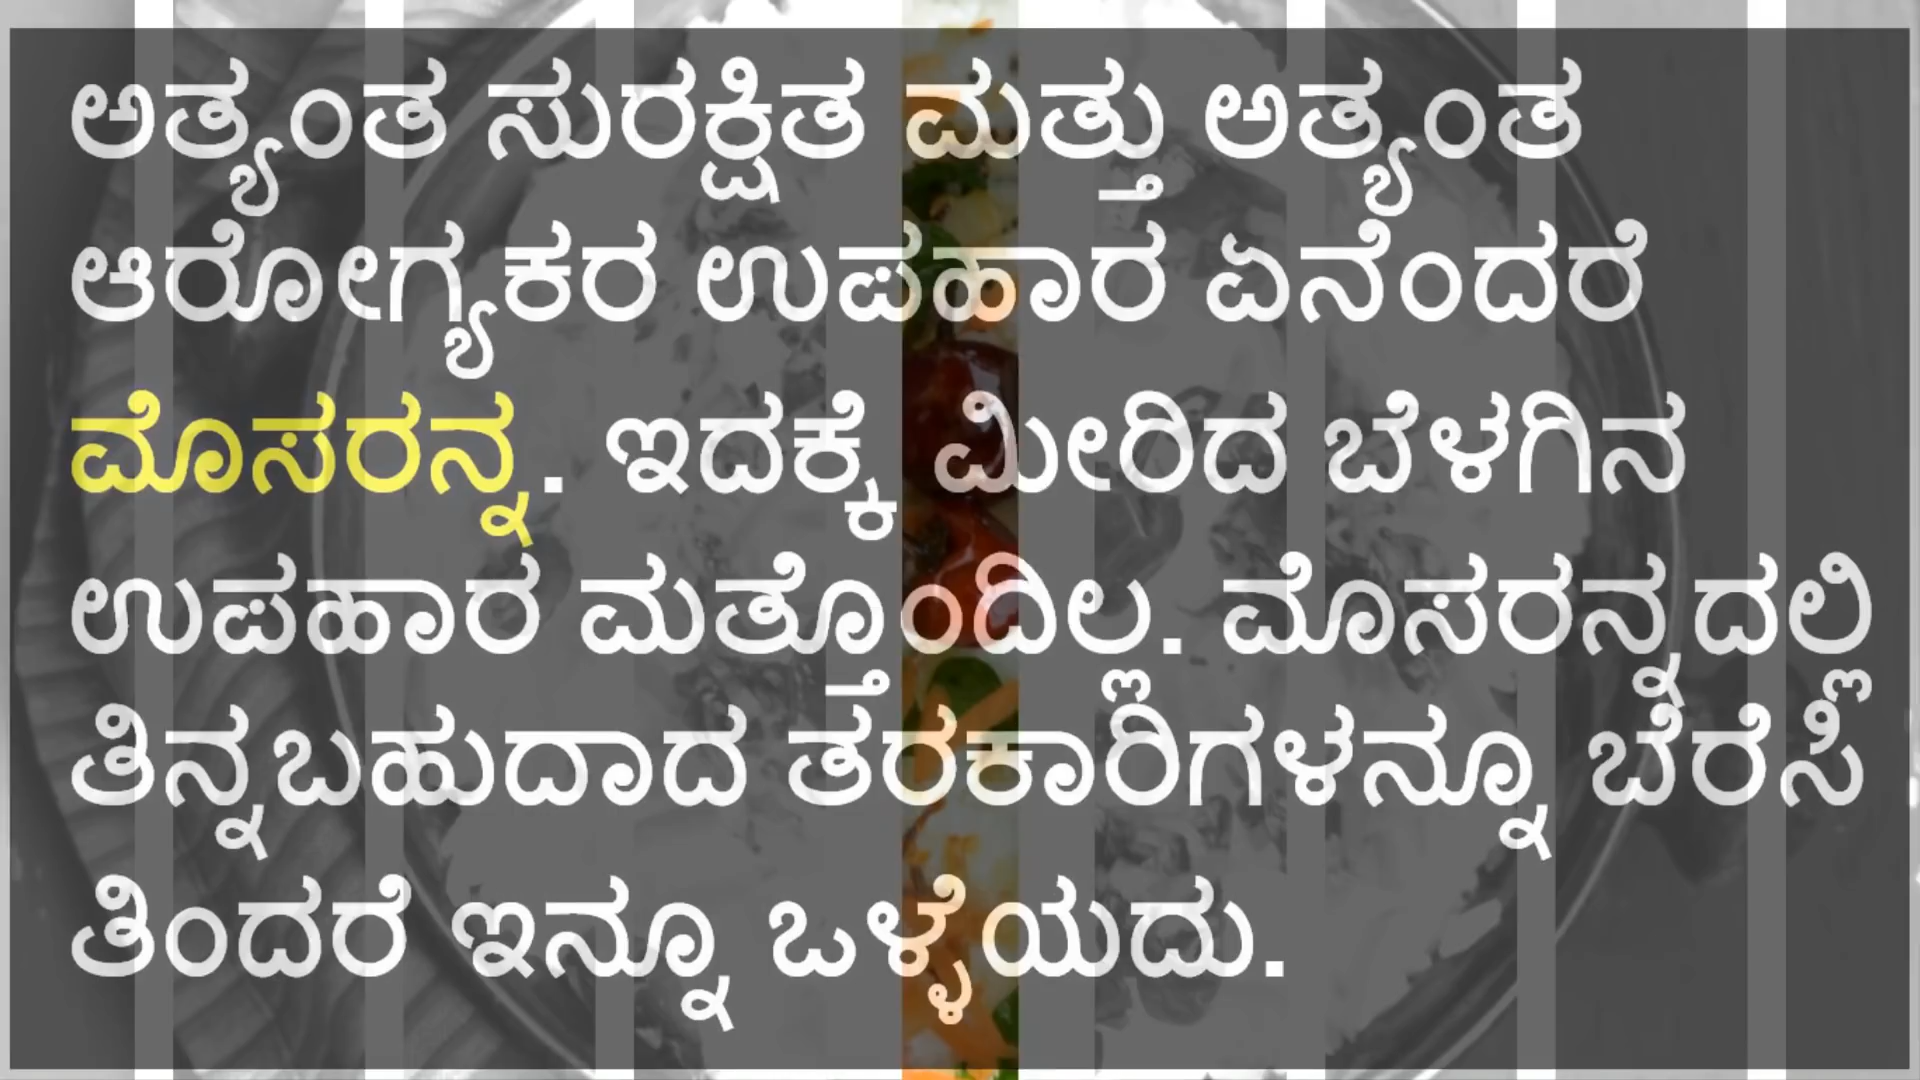 ಅತ್ಯಂತ ಸುರಕ್ಷಿತ ಮತ್ತು ಅತ್ಯಂತ
ಆರೋಗ್ಯಕರ ಉಪಹಾರ ಏನೆಂದರೆ
ಮೊಸರನ್ನ. ಇದಕ್ಕೆ ಮೀರಿದ ಬೆಳಗಿನ
ಉಪಹಾರ ಮತ್ತೊಂದಿಲ್ಲ. ಮೊಸರನ್ನದಲ್ಲಿ
ತಿನ್ನಬಹುದಾದ ತರಕಾರಿಗಳನ್ನೂ ಬೆರೆಸಿ
ತಿಂದರೆ ಇನ್ನೂ ಒಳ್ಳೆಯದು.